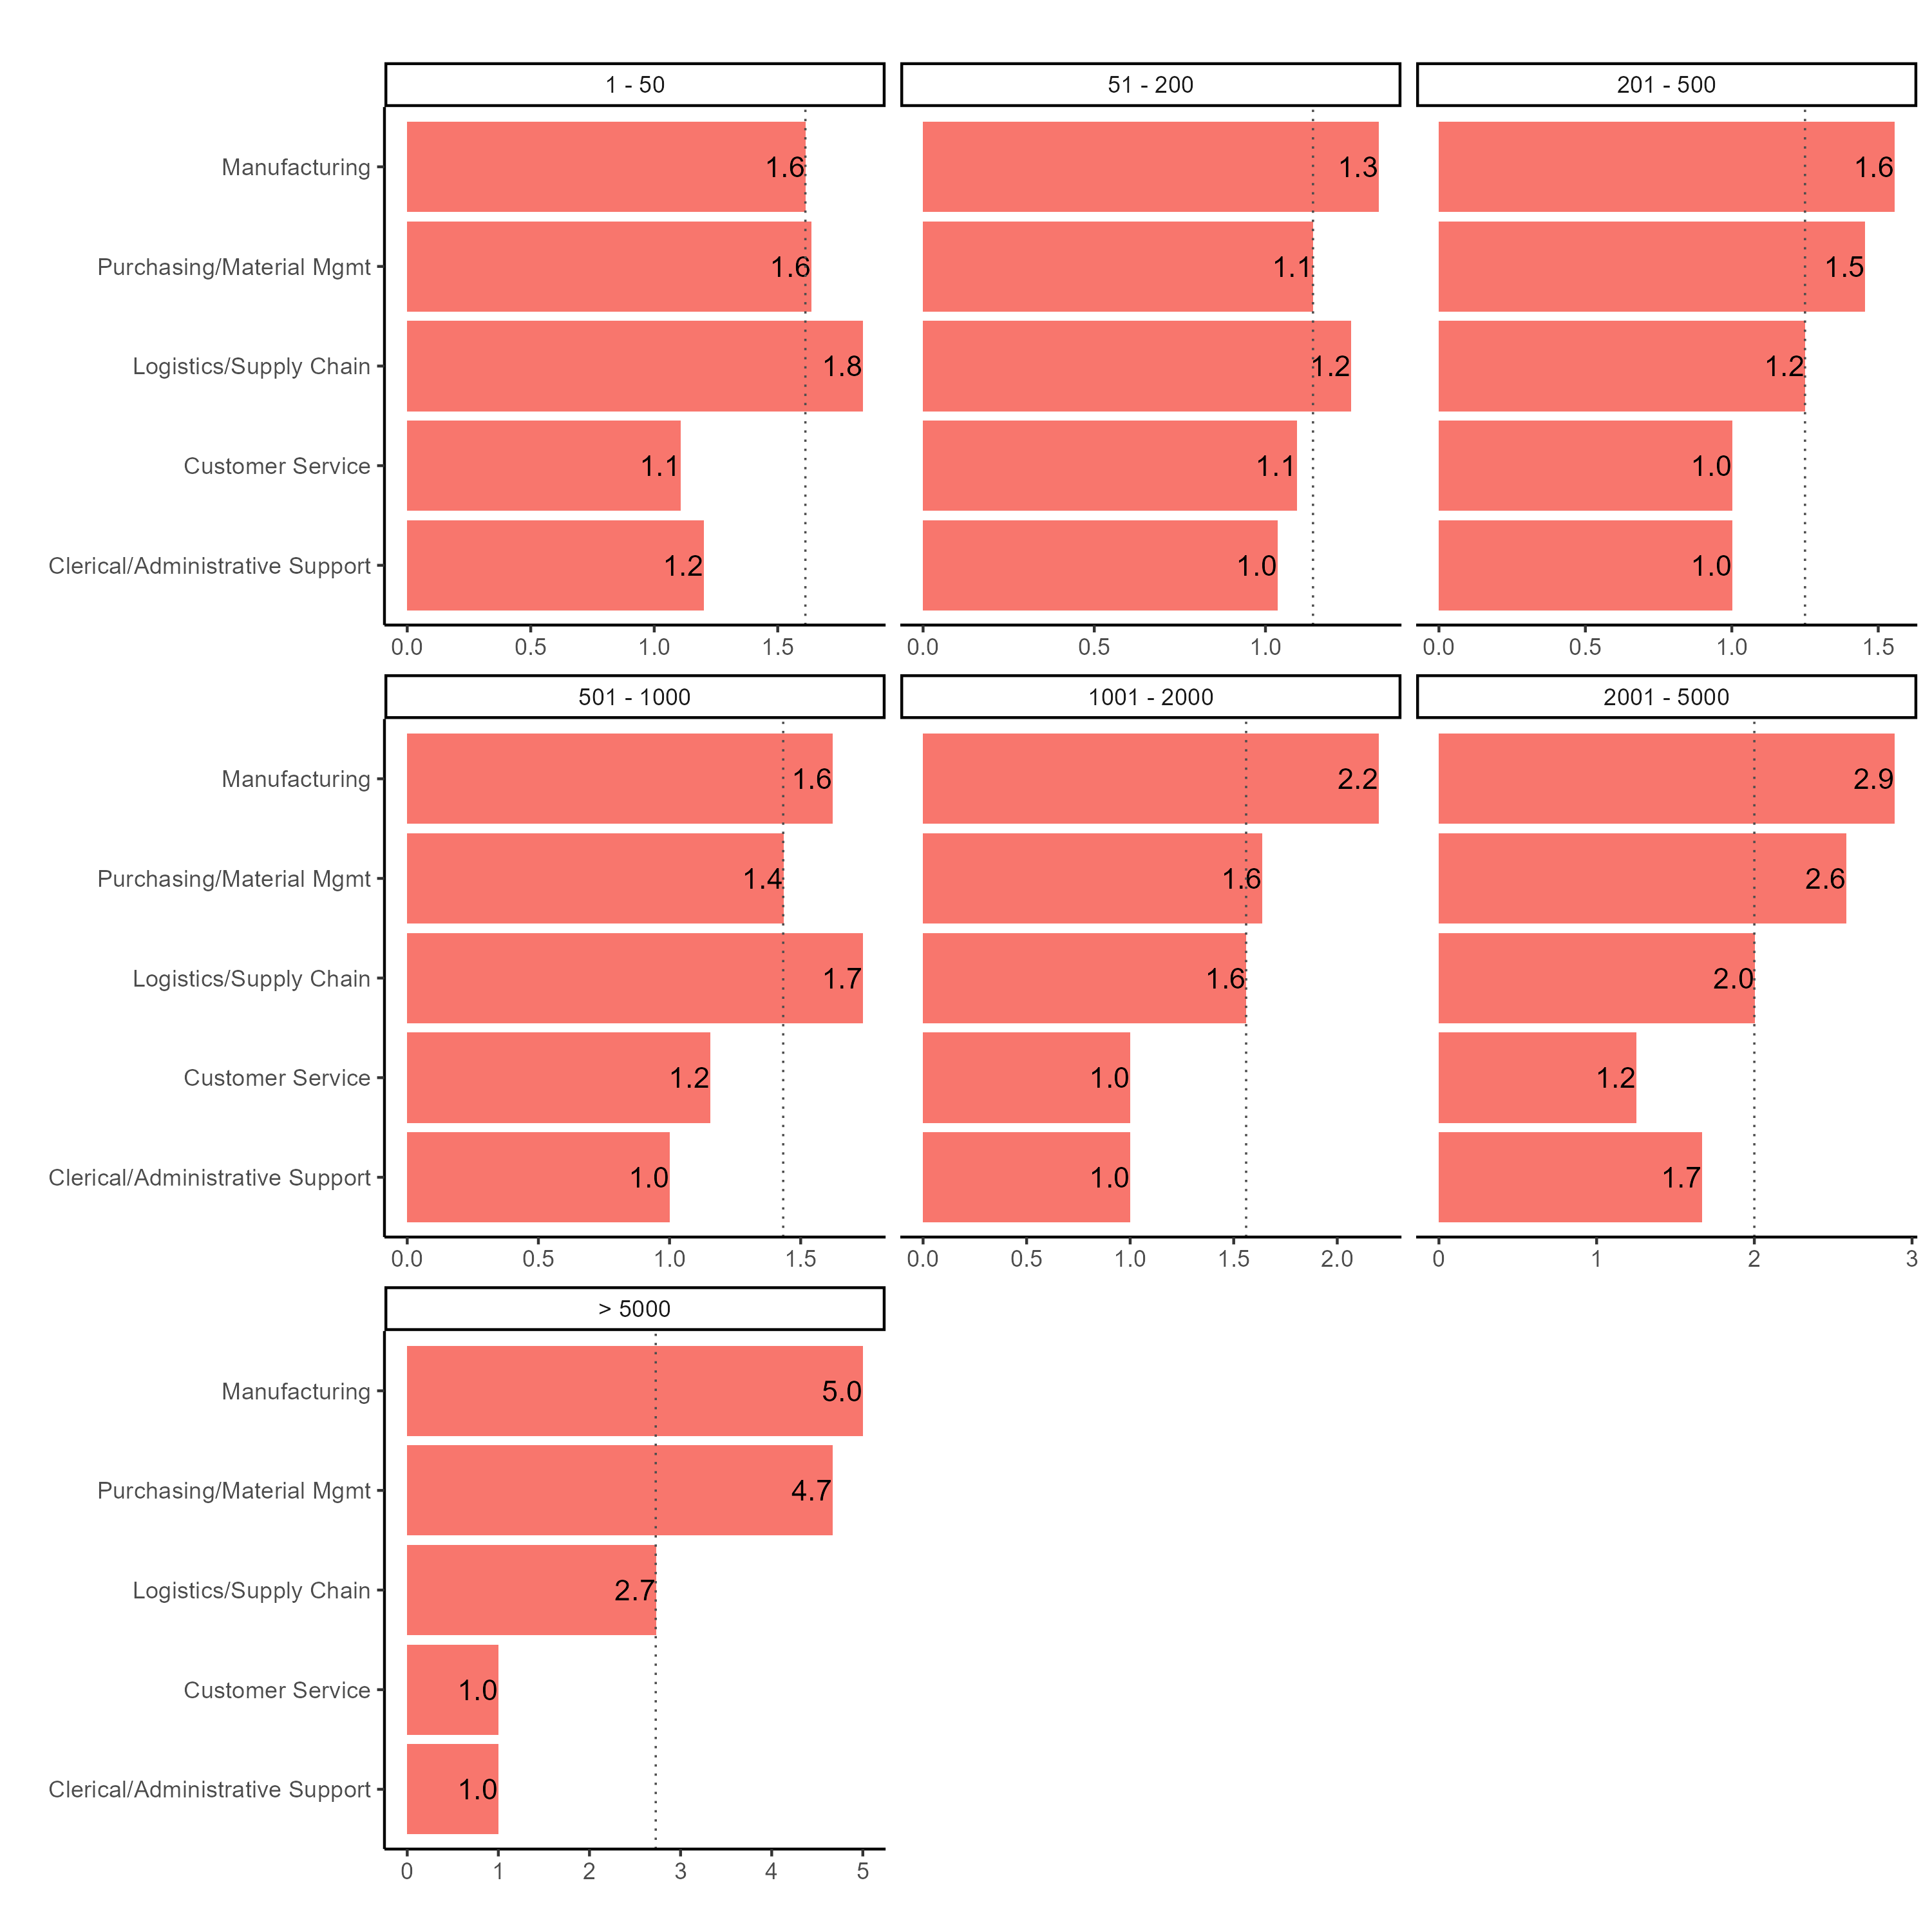 1 - 50
51 - 200
201 - 500
Manufacturing 1.6 1.3 1.6
Purchasing/Material Mgmt 1.6 1.1 1.5
Logistics/Supply Chain 1.8 1.2 1.2
Customer Service 1.1 1.1 1.0
Clerical/Administrative Support 1.2 1.0 1.0
0.0 0.5 1.0 1.5
0.0 0.5 1.0
0.0 0.5 1.0 1.5
501 - 1000
1001 - 2000
2001 - 5000
Manufacturing 1.6 2.2 2.9
Purchasing/Material Mgmt 1.4 1.6 2.6
Logistics/Supply Chain 1.7 1.6 2.0
Customer Service 1.2 1.0 1.2
Clerical/Administrative Support 1.0 1.0 1.7
0.0 0.5 1.0 1.5
0.0 0.5 1.0 1.5 2.0
0 1 2 3
> 5000
Manufacturing 5.0
Purchasing/Material Mgmt 4.7
Logistics/Supply Chain 2.7
Customer Service 1.0
Clerical/Administrative Support 1.0
0 1 2 3 4 5